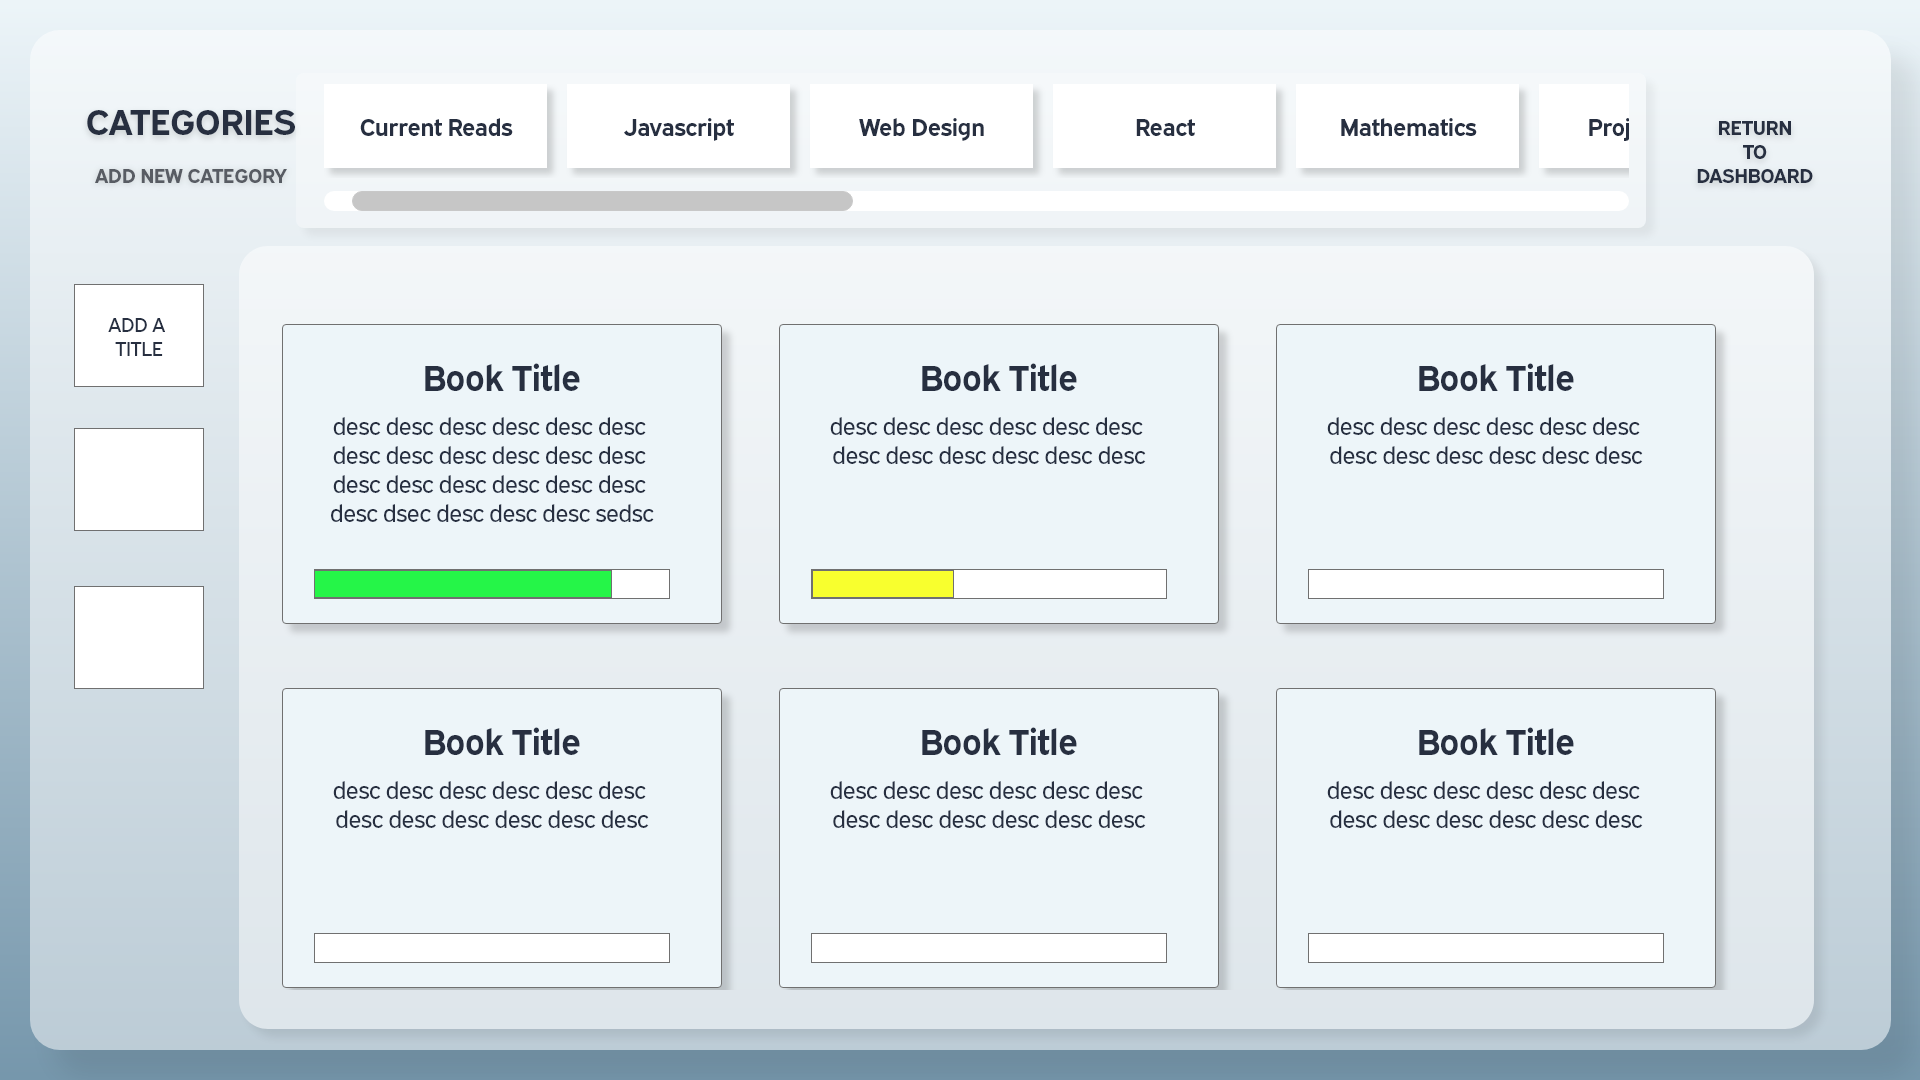 CATEGORIES
ADD NEW CATEGORY
Current Reads
Javascript
Web Design
React
Mathematics
Proj
RETURN
TO
DASHBOARD
ADD A
TITLE
Book Title
desc desc desc desc desc desc
desc desc desc desc desc desc
desc desc desc desc desc desc
desc dsec desc desc desc sedsc
Book Title
desc desc desc desc desc desc
desc desc desc desc desc desc
Book Title
desc desc desc desc desc desc
desc desc desc desc desc desc
Book Title
desc desc desc desc desc desc
desc desc desc desc desc desc
Book Title
desc desc desc desc desc desc
desc desc desc desc desc desc
Book Title
desc desc desc desc desc desc
desc desc desc desc desc desc